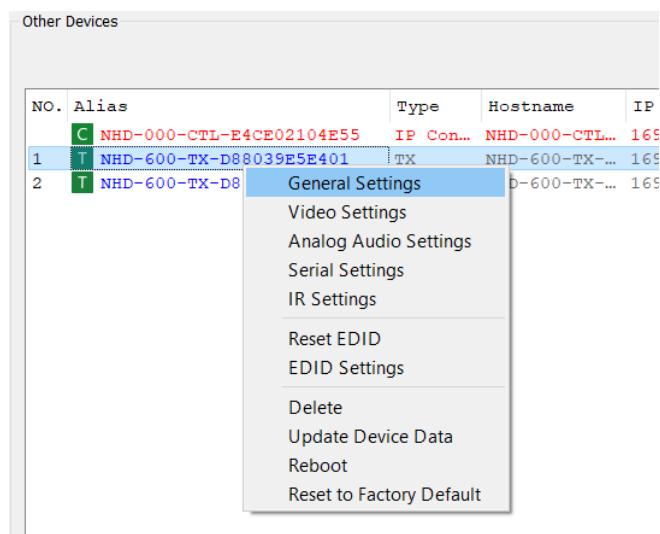 Other Devices
NO. Alias Type Hostname IP
C NHD-000-CTL-E4CE02104E55 IP Con... NHD-000-CTL... 169
1 T NHD-600-TX-D88039E5E401 TX NHD-600-TX-... 169
2 T NHD-600-TX-D8 D-600-TX-... 169
General Settings
Video Settings
Analog Audio Settings
Serial Settings
IR Settings
Reset EDID
EDID Settings
Delete
Update Device Data
Reboot
Reset to Factory Default